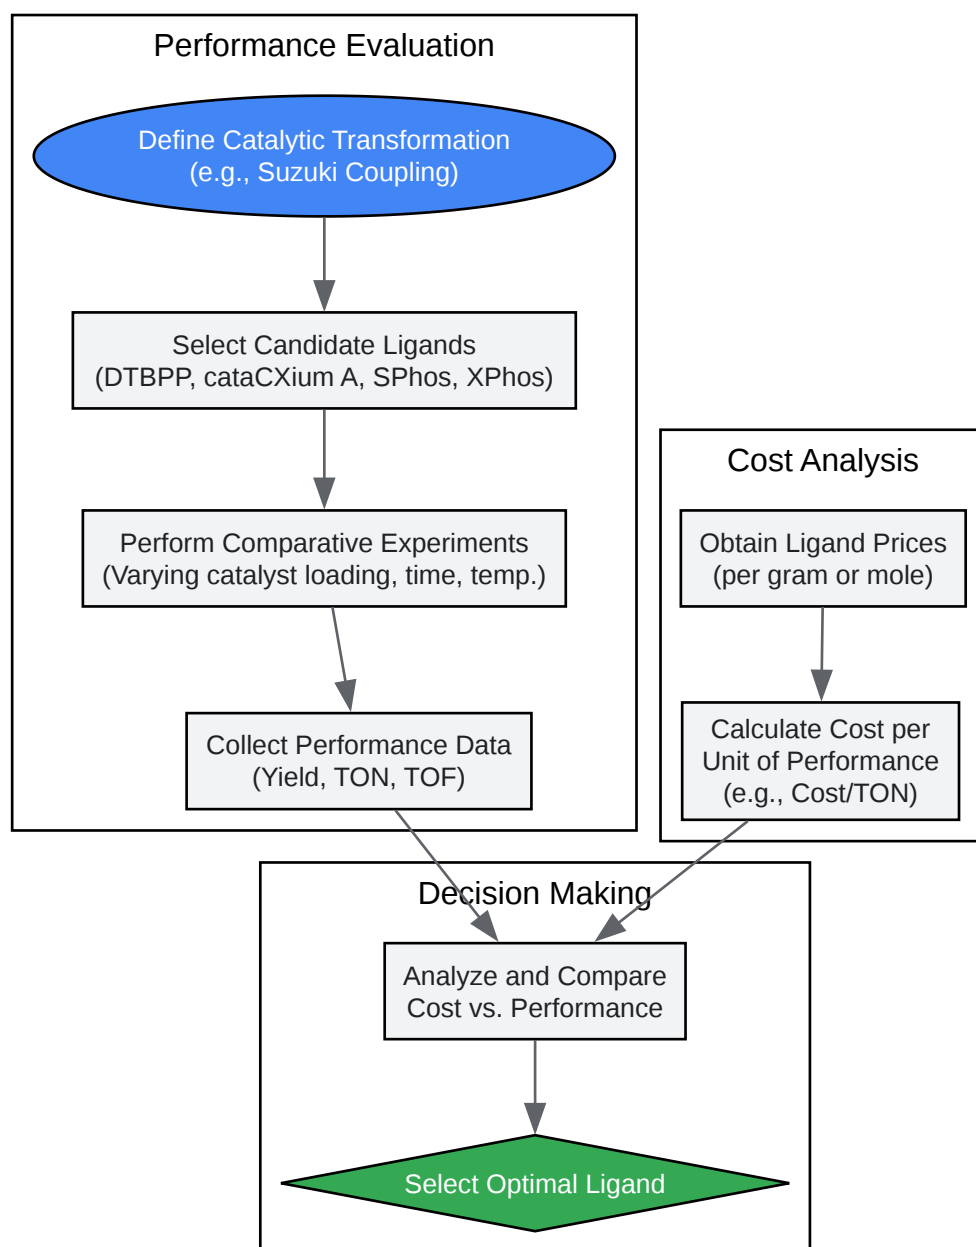 Performance Evaluation
Define Catalytic Transformation
(e.g., Suzuki Coupling)
Select Candidate Ligands
(DTBPP, cataCXium A, SPhos, XPhos)
Perform Comparative Experiments
(Varying catalyst loading, time, temp.)
Collect Performance Data
(Yield, TON, TOF)
Cost Analysis
Obtain Ligand Prices
(per gram or mole)
Calculate Cost per
Unit of Performance
(e.g., Cost/TON)
Decision Making
Analyze and Compare
Cost vs. Performance
Select Optimal Ligand